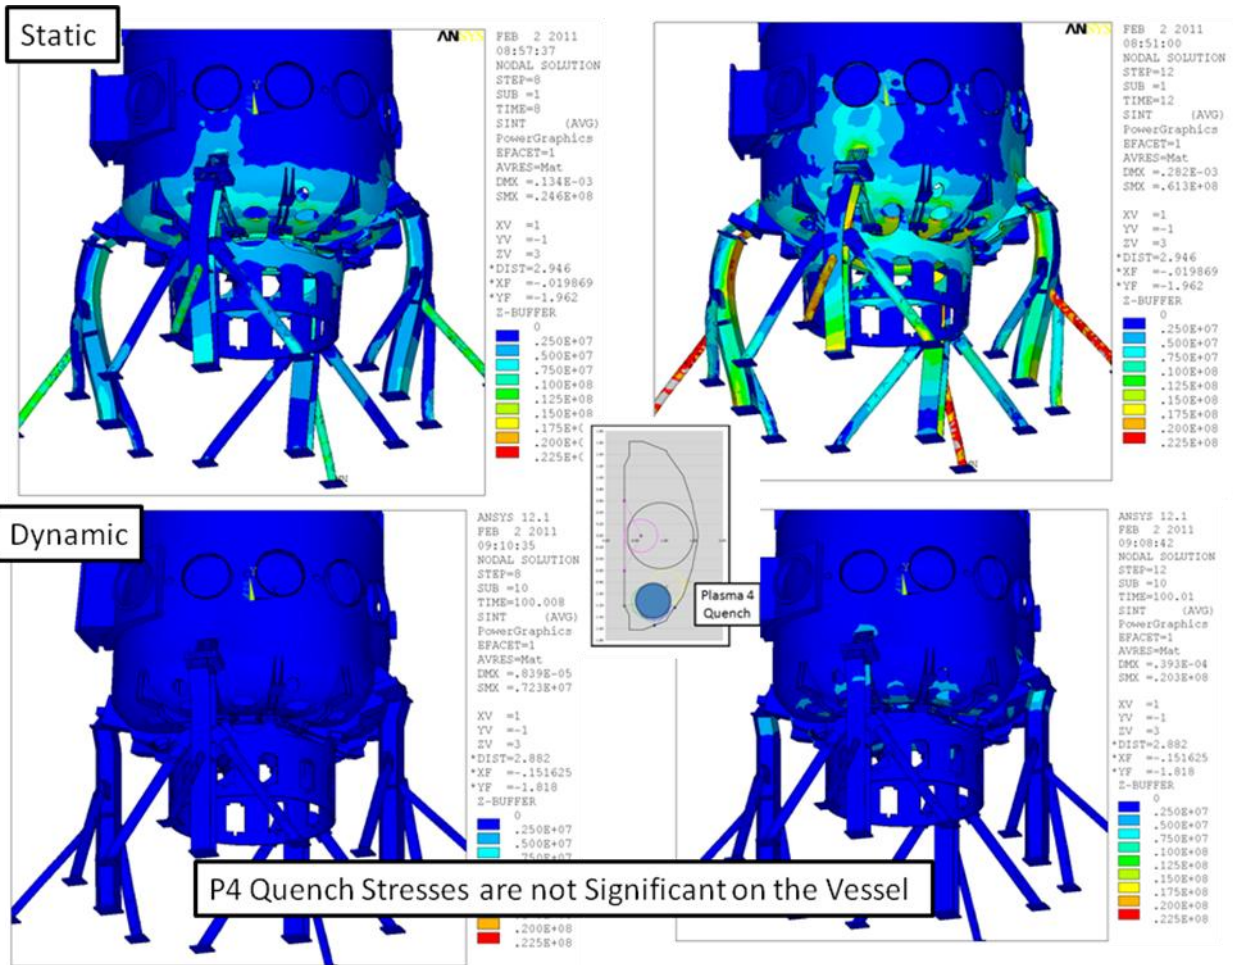 Static
ANSYS
FEB 2 2011
08:57:37
NODAL SOLUTION
STEP=8
SUB =1
TIME=8
SINT (AVG)
PowerGraphics
EFACET=1
AVRES=Mat
DMX =.134E-03
SMX =.246E+08
XV =1
YV =-1
ZV =3
*DIST=2.946
*XF =-.019869
*YF =-1.962
Z-BUFFER
0
.250E+07
.500E+07
.750E+07
.100E+08
.125E+08
.150E+08
.175E+0
.200E+0
.225E+0
ANSYS
FEB 2 2011
08:51:00
NODAL SOLUTION
STEP=12
SUB =1
TIME=12
SINT (AVG)
PowerGraphics
EFACET=1
AVRES=Mat
DMX =.282E-03
SMX =.613E+08
XV =1
YV =-1
ZV =3
*DIST=2.946
*XF =-.019869
*YF =-1.962
Z-BUFFER
0
.250E+07
.500E+07
.750E+07
.100E+08
.125E+08
.150E+08
.175E+08
.200E+08
.225E+08
Plasma 4
Quench
Dynamic
ANSYS 12.1
FEB 2 2011
09:10:35
NODAL SOLUTION
STEP=8
SUB =10
TIME=100.008
SINT (AVG)
PowerGraphics
EFACET=1
AVRES=Mat
DMX =.839E-05
SMX =.723E+07
XV =1
YV =-1
ZV =3
*DIST=2.882
*XF =-.151625
*YF =-1.818
Z-BUFFER
0
.250E+07
.500E+07
.750E+07
.200E+08
.225E+08
ANSYS 12.1
FEB 2 2011
09:08:42
NODAL SOLUTION
STEP=12
SUB =10
TIME=100.01
SINT (AVG)
PowerGraphics
EFACET=1
AVRES=Mat
DMX =.393E-04
SMX =.203E+08
XV =1
YV =-1
ZV =3
*DIST=2.882
*XF =-.151625
*YF =-1.818
Z-BUFFER
0
.250E+07
.500E+07
.750E+07
.100E+08
.125E+08
.150E+08
.175E+08
.200E+08
.225E+08
P4 Quench Stresses are not Significant on the Vessel